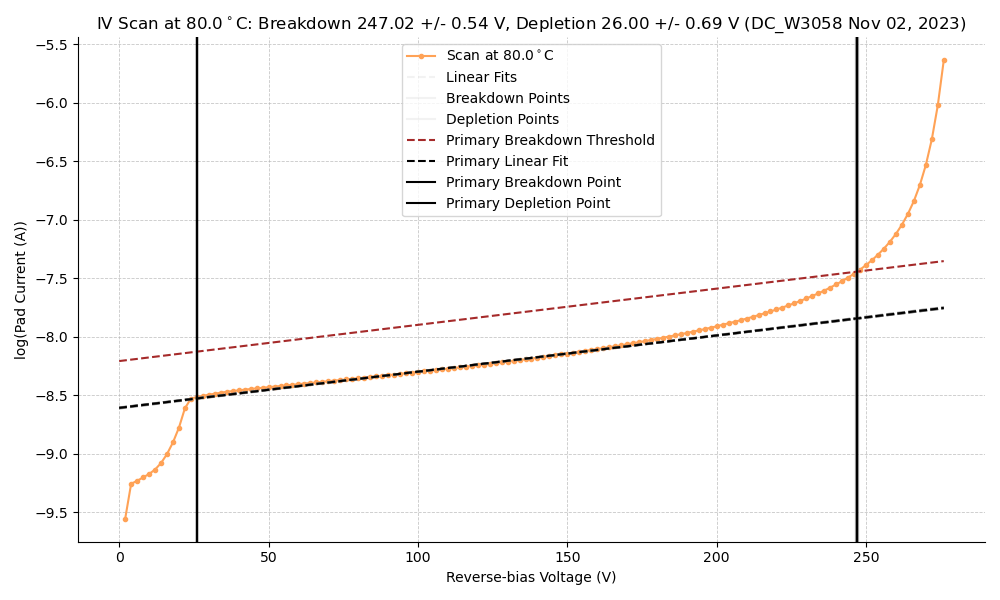 IV Scan at 80.0°C: Breakdown 247.02 +/- 0.54 V, Depletion 26.00 +/- 0.69 V (DC_W3058 Nov 02, 2023)
−5.5
−6.0
−6.5
−7.0
−7.5
−8.0
−8.5
−9.0
−9.5
log(Pad Current (A))
Scan at 80.0°C
Linear Fits
Breakdown Points
Depletion Points
Primary Breakdown Threshold
Primary Linear Fit
Primary Breakdown Point
Primary Depletion Point
0 50 100 150 200 250
Reverse-bias Voltage (V)